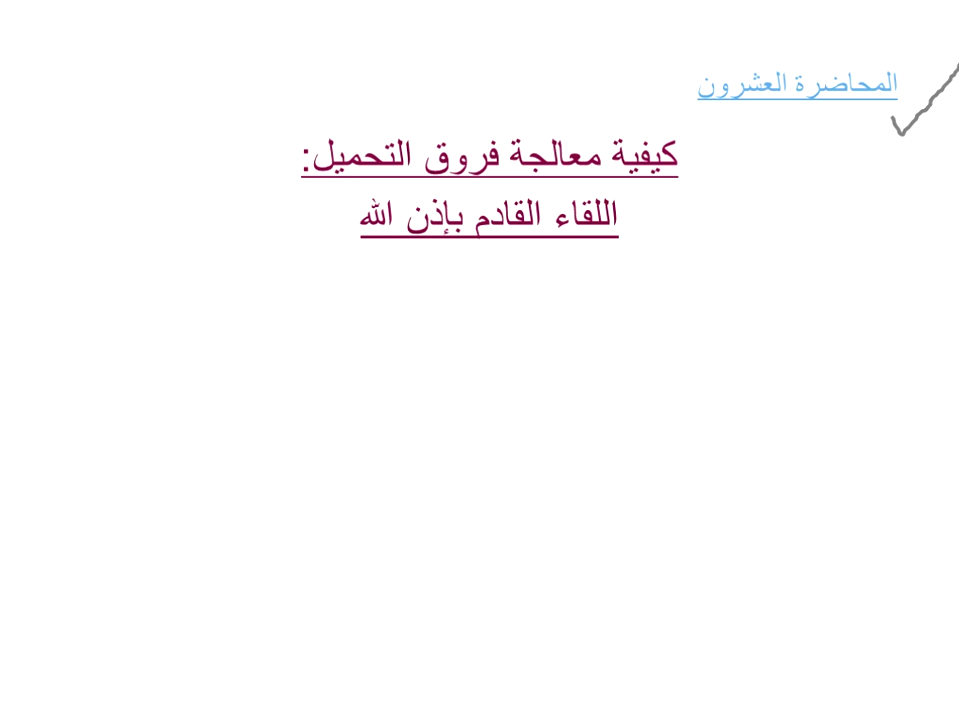 المحاضرة العشرون
كيفية معالجة فروق التحميل:
اللقاء القادم بإذن الله